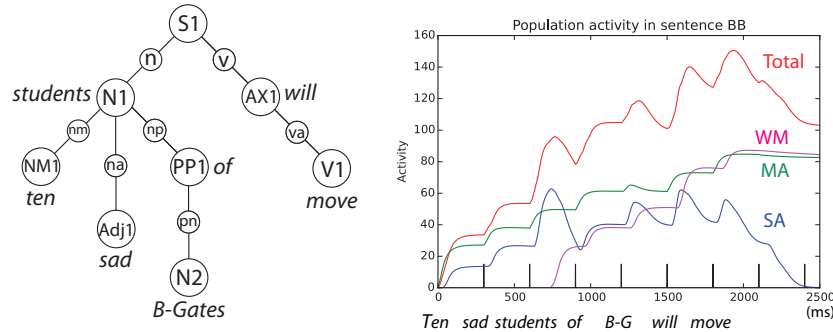 S1
n
v
students N1
AX1 will
nm
na
np
va
NM1
PP1 of
V1
ten
move
Adj1
pn
sad
N2
B-Gates
Population activity in sentence BB
160
140
120
100
80
60
40
20
0
Activity
Total
WM
MA
SA
0 500 1000 1500 2000 2500
(ms)
Ten sad students of B-G will move